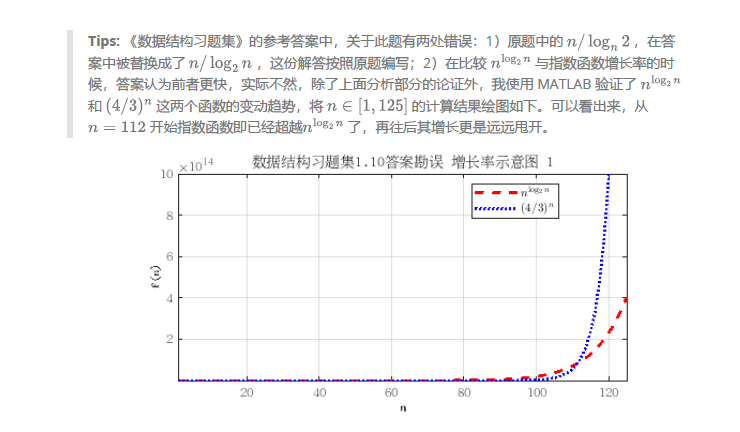 Tips: 《数据结构习题集》的参考答案中，关于此题有两处错误：1）原题中的 n/ log_n 2 ，在答
案中被替换成了 n/ log_2 n ，这份解答按照原题编写；2）在比较 n^{log_2 n} 与指数函数增长率的时
候，答案认为前者更快，实际不然，除了上面分析部分的论证外，我使用 MATLAB 验证了 n^{log_2 n}
和 (4/3)^n 这两个函数的变动趋势，将 n ∈ [1, 125] 的计算结果绘图如下。可以看出来，从
n = 112 开始指数函数即已经超越n^{log_2 n} 了，再往后其增长更是远远甩开。
数据结构习题集1.10答案勘误 增长率示意图 1
×10^14
10
8
6
4
2
f(n)
n^{log_2 n}
(4/3)^n
20 40 60 80 100 120
n